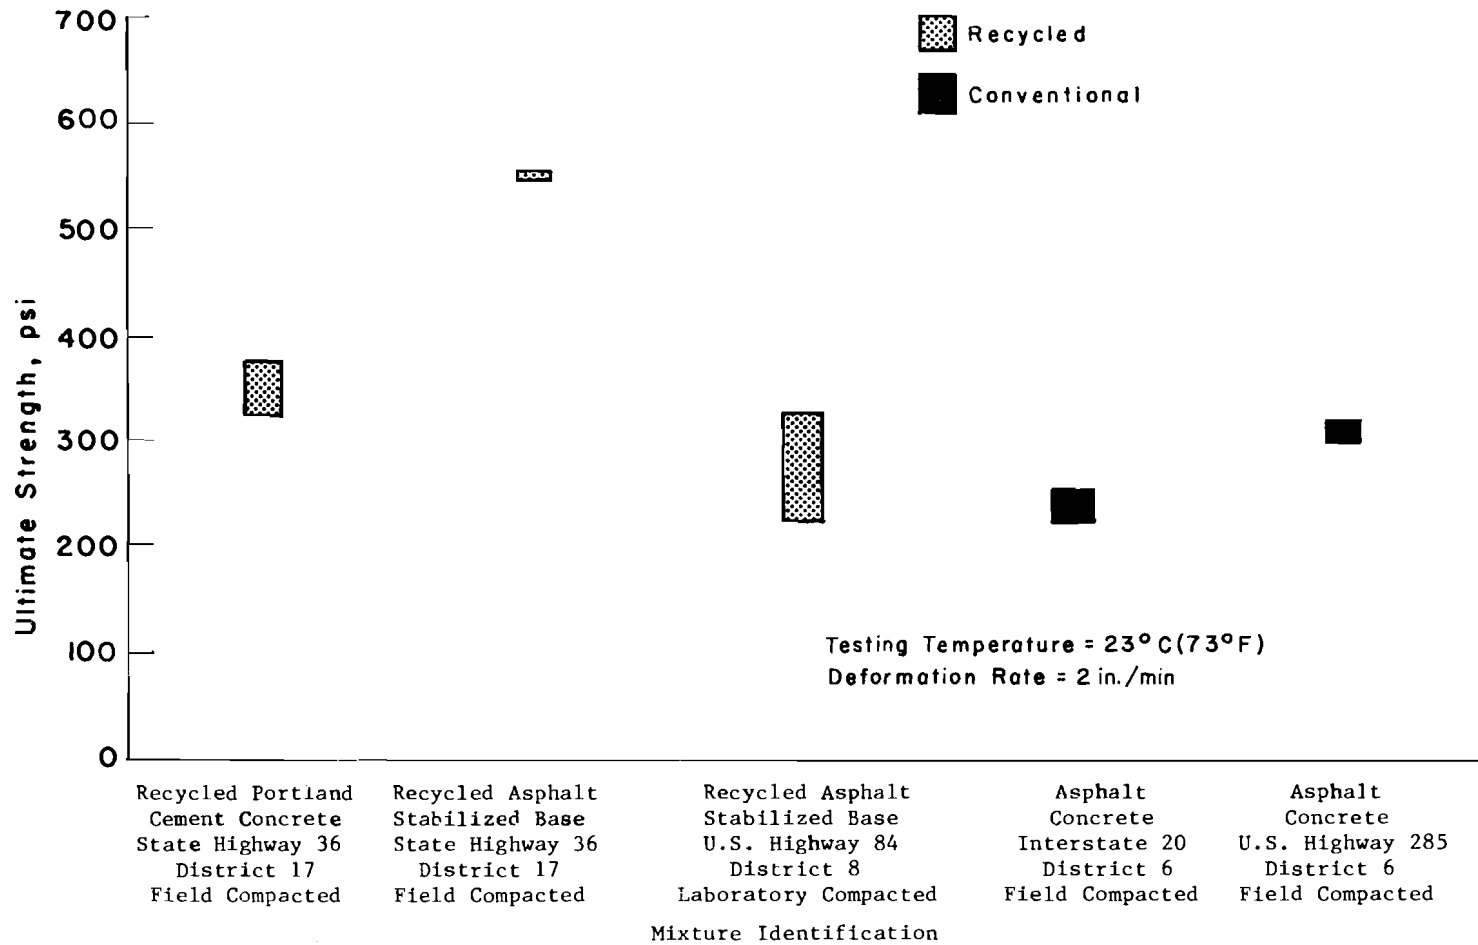 700
600
500
400
300
200
100
0
Ultimate Strength, psi
Recycled
Conventional
Testing Temperature = 23°C(73°F)
Deformation Rate = 2 in./min
Recycled Portland
Cement Concrete
State Highway 36
District 17
Field Compacted
Recycled Asphalt
Stabilized Base
State Highway 36
District 17
Field Compacted
Recycled Asphalt
Stabilized Base
U.S. Highway 84
District 8
Laboratory Compacted
Asphalt
Concrete
Interstate 20
District 6
Field Compacted
Asphalt
Concrete
U.S. Highway 285
District 6
Field Compacted
Mixture Identification